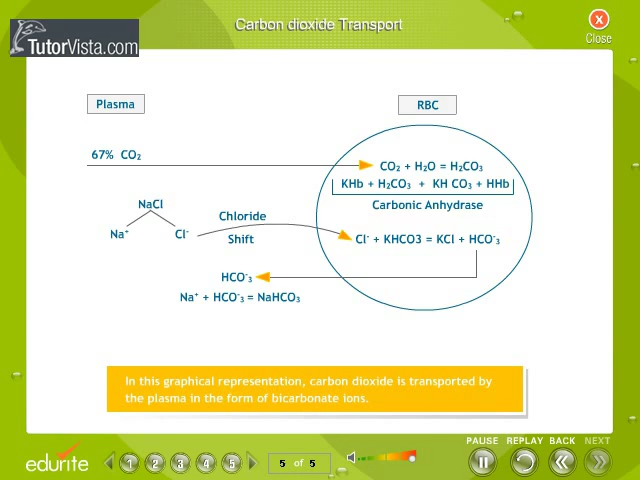 Carbon dioxide Transport
X
Close
TutorVista.com
Plasma
RBC
67% CO₂
CO₂ + H₂O = H₂CO₃
KHb + H₂CO₃ + KH CO₃ + HHb
Carbonic Anhydrase
NaCl
Na⁺
Cl⁻
Chloride
Shift
Cl⁻ + KHCO3 = KCl + HCO⁻₃
HCO⁻₃
Na⁺ + HCO⁻₃ = NaHCO₃
In this graphical representation, carbon dioxide is transported by
the plasma in the form of bicarbonate ions.
PAUSE REPLAY BACK NEXT
edurite
1 2 3 4 5
5 of 5